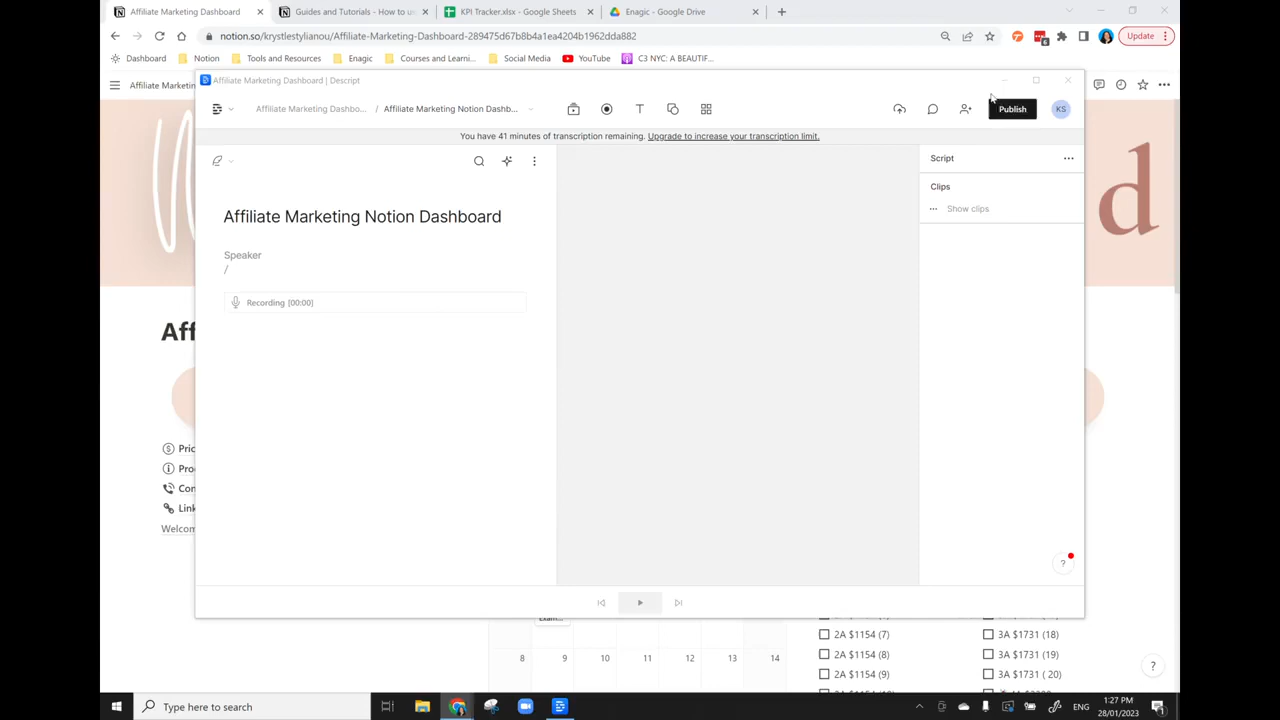 Affiliate Marketing Dashboard
Guides and Tutorials - How to u
KPI Tracker.xlsx - Google Sheets
Enagic - Google Drive
notion.so/krystlestylianou/Affiliate-Marketing-Dashboard-289475d67b8b4a1ea4204b1962dda882
6
Update
Dashboard
Notion
Tools and Resources
Enagic
Courses and Learni...
Social Media
YouTube
C3 NYC: A BEAUTIF...
Affiliate Marketin
Affiliate Marketing Dashboard | Descript
Affiliate Marketing Dashbo... / Affiliate Marketing Notion Dashb...
Publish
KS
You have 41 minutes of transcription remaining. Upgrade to increase your transcription limit.
Script
Clips
Show clips
Affiliate Marketing Notion Dashboard
Speaker
/
Recording [00:00]
d
Aff
Pric
Pro
Con
Link
Welcom
?
Exam...
8 9 10 11 12 13 14
2A $1154 (7)
2A $1154 (8)
2A $1154 (9)
3A $1731 (18)
3A $1731 (19)
3A $1731 ( 20)
?
Type here to search
ENG
1:27 PM
28/01/2023